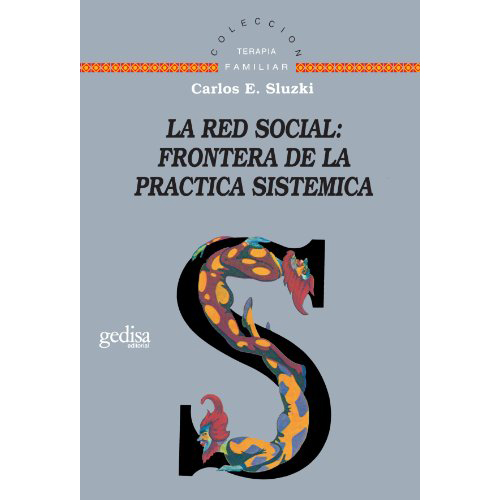 COLECCION
TERAPIA
FAMILIAR
Carlos E. Sluzki
LA RED SOCIAL:
FRONTERA DE LA
PRACTICA SISTEMICA
S
gedisa
editorial